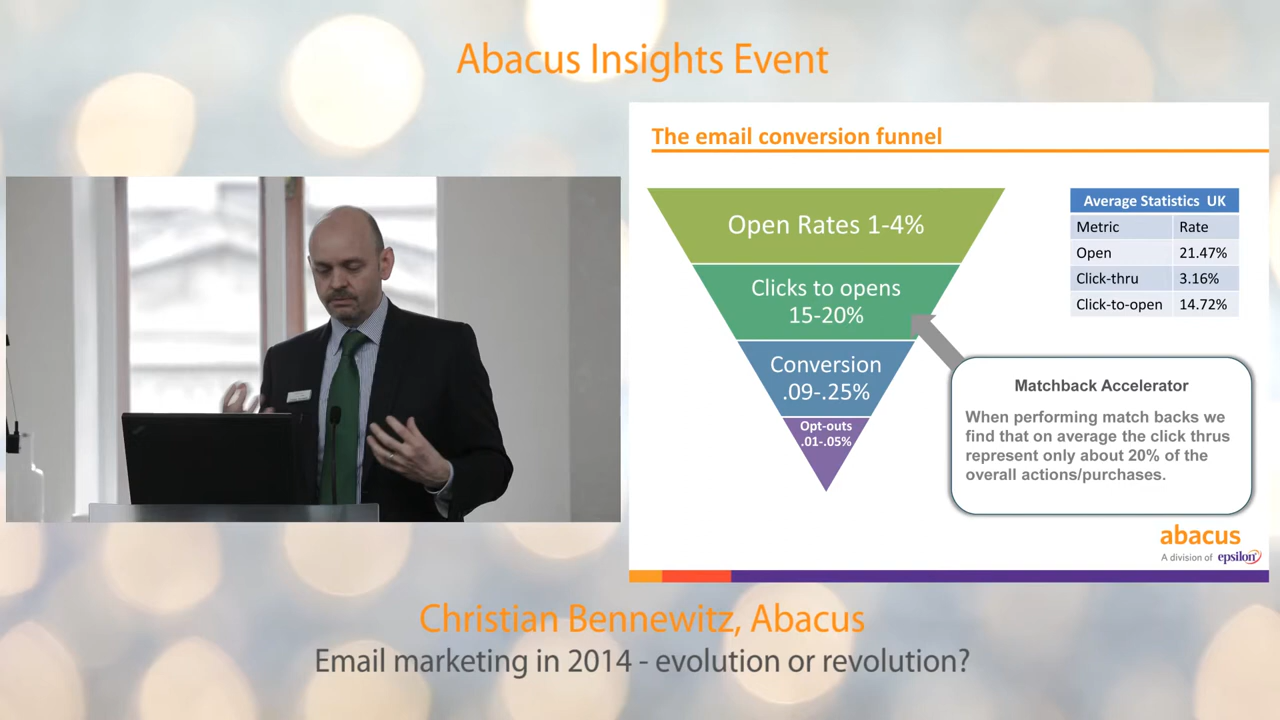 Abacus Insights Event
The email conversion funnel
Open Rates 1-4%
Clicks to opens
15-20%
Conversion
.09-.25%
Opt-outs
.01-.05%
Average Statistics UK
Metric Rate
Open 21.47%
Click-thru 3.16%
Click-to-open 14.72%
Matchback Accelerator
When performing match backs we
find that on average the click thrus
represent only about 20% of the
overall actions/purchases.
abacus
A division of epsilon
Christian Bennewitz, Abacus
Email marketing in 2014 - evolution or revolution?